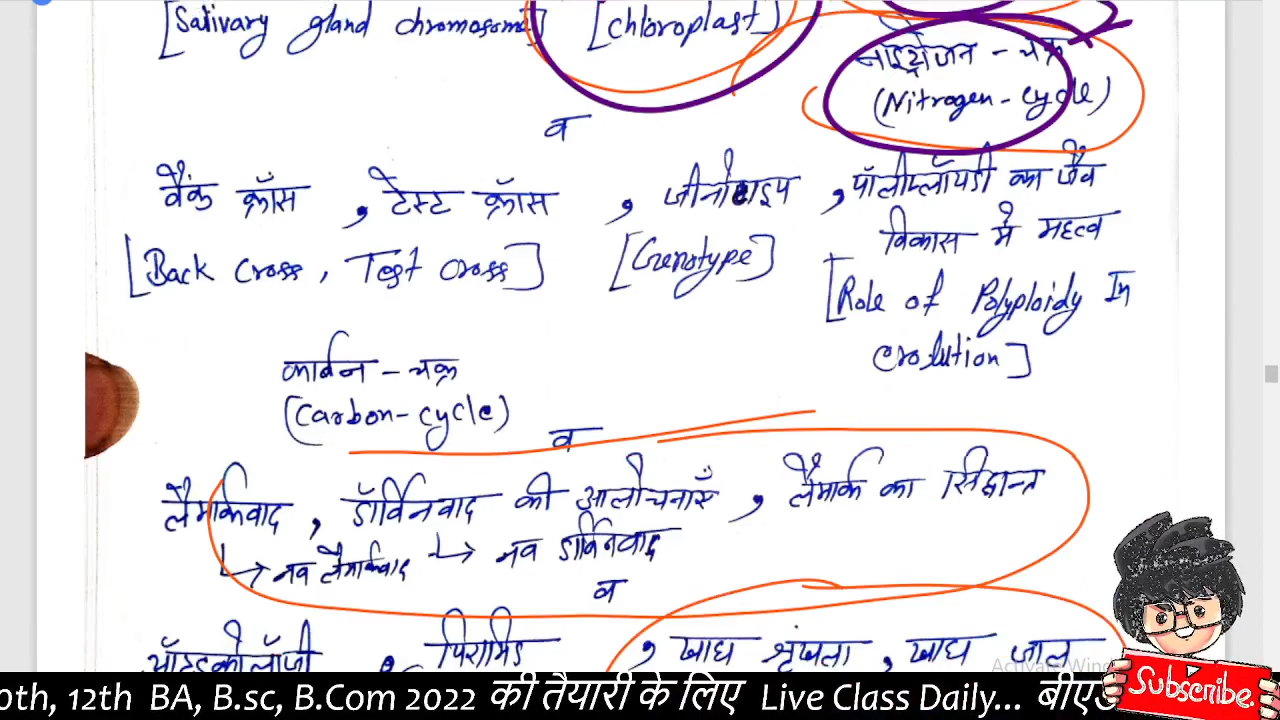 [Salivary gland chromosome] [chloroplast]
नाइट्रोजन - चक्र
(Nitrogen - cycle)
व
बैंक क्रॉस , टेस्ट क्रॉस , जीनोटाइप , पॉलीप्लॉयडी का जैव
विकास में महत्व
[Back Cross , Test Cross] [Genotype]
[Role of Polyploidy In
evolution]
कार्बन - चक्र
(Carbon - cycle)
व
लैमार्कवाद , डॉर्विनवाद की आलोचनाएँ , लैमार्क का सिद्धान्त
↳ नव लैमार्कवाद ↳ नव डार्विनवाद
व
पिरामिड , खाद्य श्रृंखला , खाद्य जाल
0th, 12th BA, B.sc, B.Com 2022 की तैयारी के लिए Live Class Daily... बीए
Subscribe